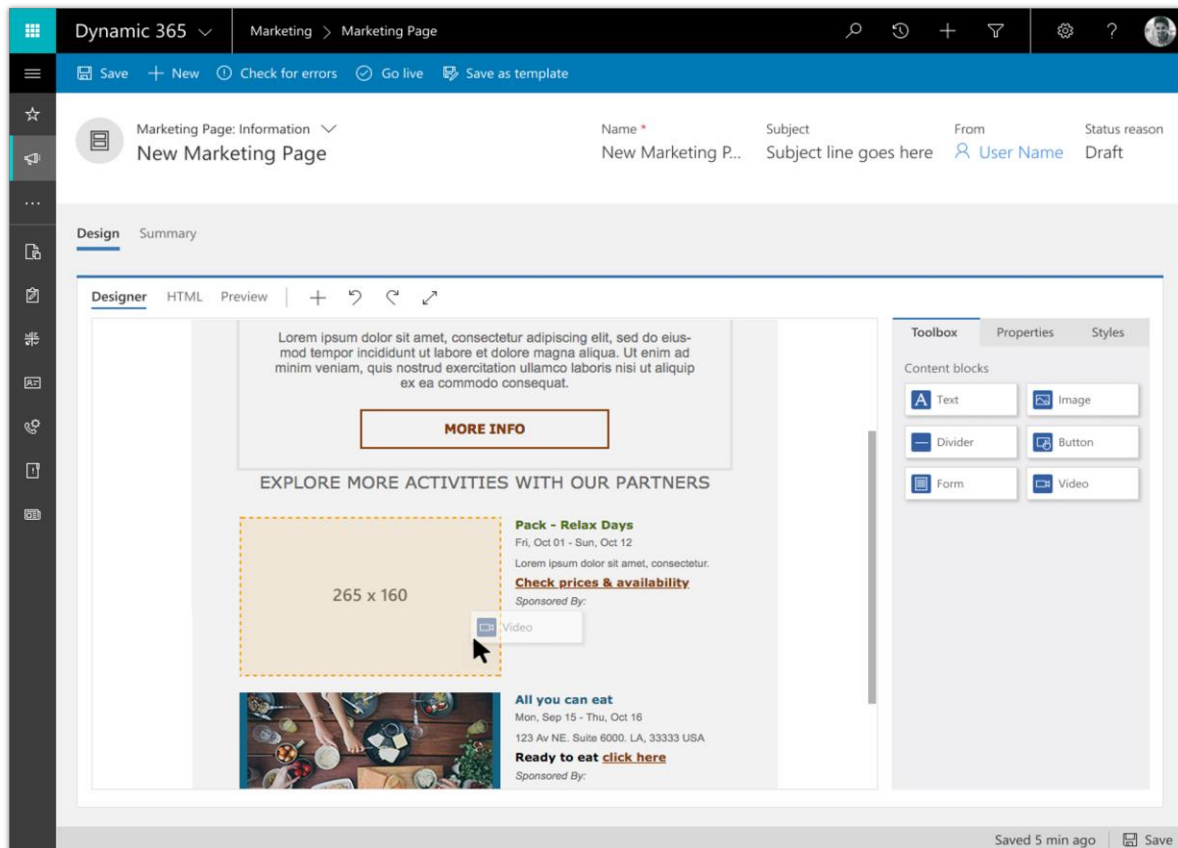 Dynamic 365 Marketing > Marketing Page
Save New Check for errors Go live Save as template
Marketing Page: Information
New Marketing Page
Name * Subject From Status reason
New Marketing P... Subject line goes here User Name Draft
Design Summary
Designer HTML Preview
Lorem ipsum dolor sit amet, consectetur adipiscing elit, sed do eius-
mod tempor incididunt ut labore et dolore magna aliqua. Ut enim ad
minim veniam, quis nostrud exercitation ullamco laboris nisi ut aliquip
ex ea commodo consequat.
MORE INFO
EXPLORE MORE ACTIVITIES WITH OUR PARTNERS
265 x 160
Pack - Relax Days
Fri, Oct 01 - Sun, Oct 12
Lorem ipsum dolor sit amet, consectetur.
Check prices & availability
Sponsored By:
Video
All you can eat
Mon, Sep 15 - Thu, Oct 16
123 Av NE. Suite 6000. LA, 33333 USA
Ready to eat click here
Sponsored By:
Toolbox Properties Styles
Content blocks
Text Image
Divider Button
Form Video
Saved 5 min ago Save